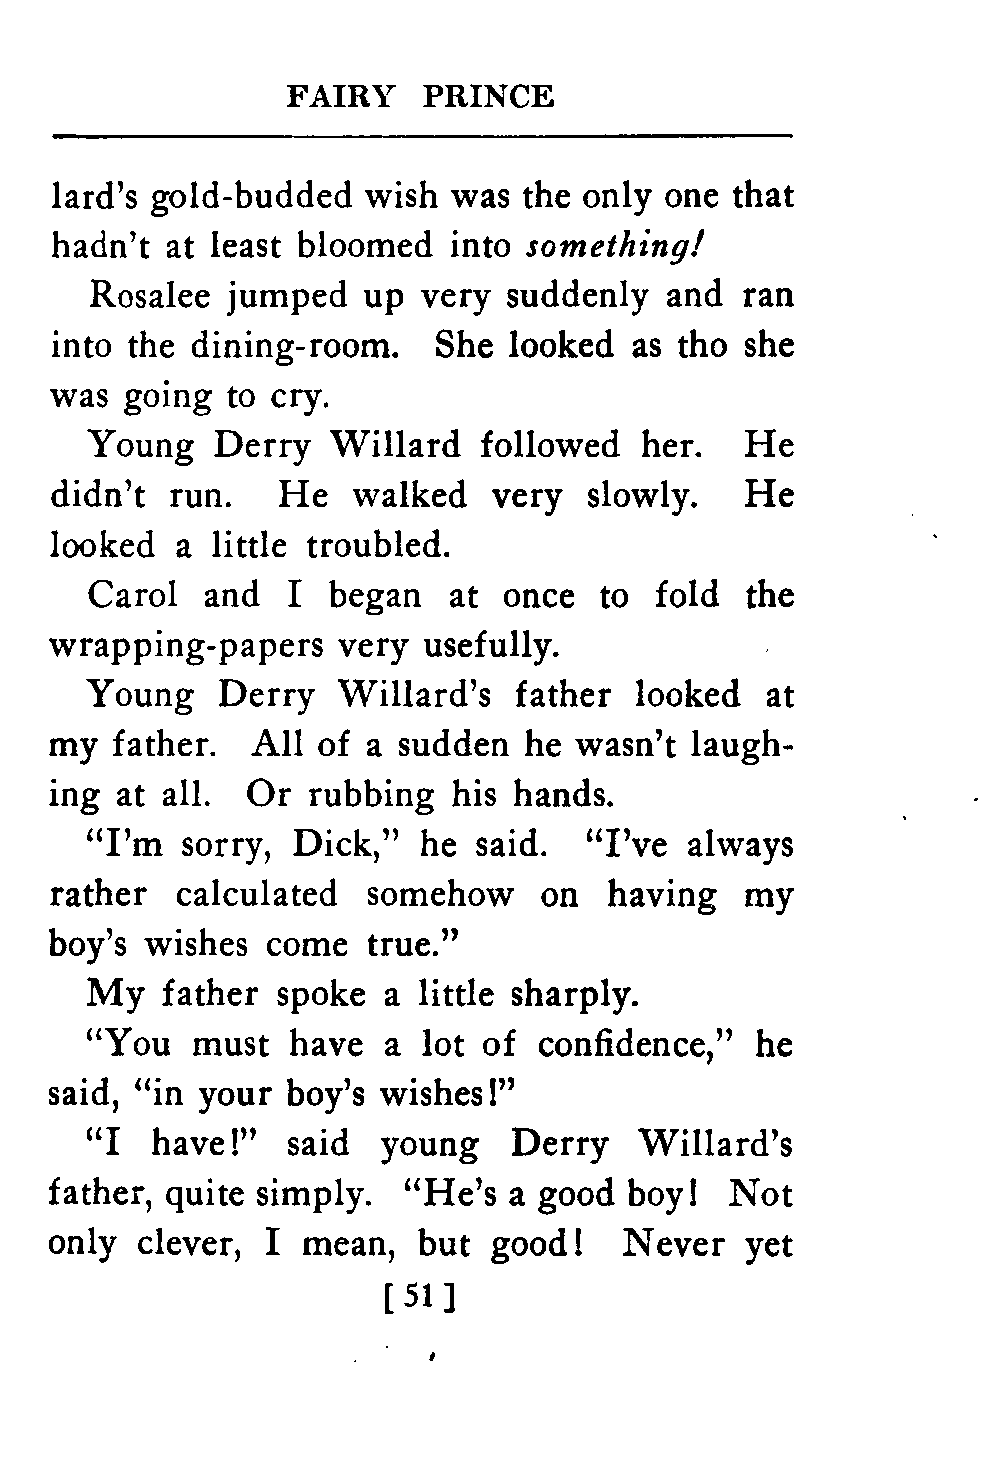 FAIRY PRINCE
lard's gold-budded wish was the only one that
hadn't at least bloomed into something!
Rosalee jumped up very suddenly and ran
into the dining-room. She looked as tho she
was going to cry.
Young Derry Willard followed her. He
didn't run. He walked very slowly. He
looked a little troubled.
Carol and I began at once to fold the
wrapping-papers very usefully.
Young Derry Willard's father looked at
my father. All of a sudden he wasn't laugh-
ing at all. Or rubbing his hands.
"I'm sorry, Dick," he said. "I've always
rather calculated somehow on having my
boy's wishes come true."
My father spoke a little sharply.
"You must have a lot of confidence," he
said, "in your boy's wishes!"
"I have!" said young Derry Willard's
father, quite simply. "He's a good boy! Not
only clever, I mean, but good! Never yet
[ 51 ]